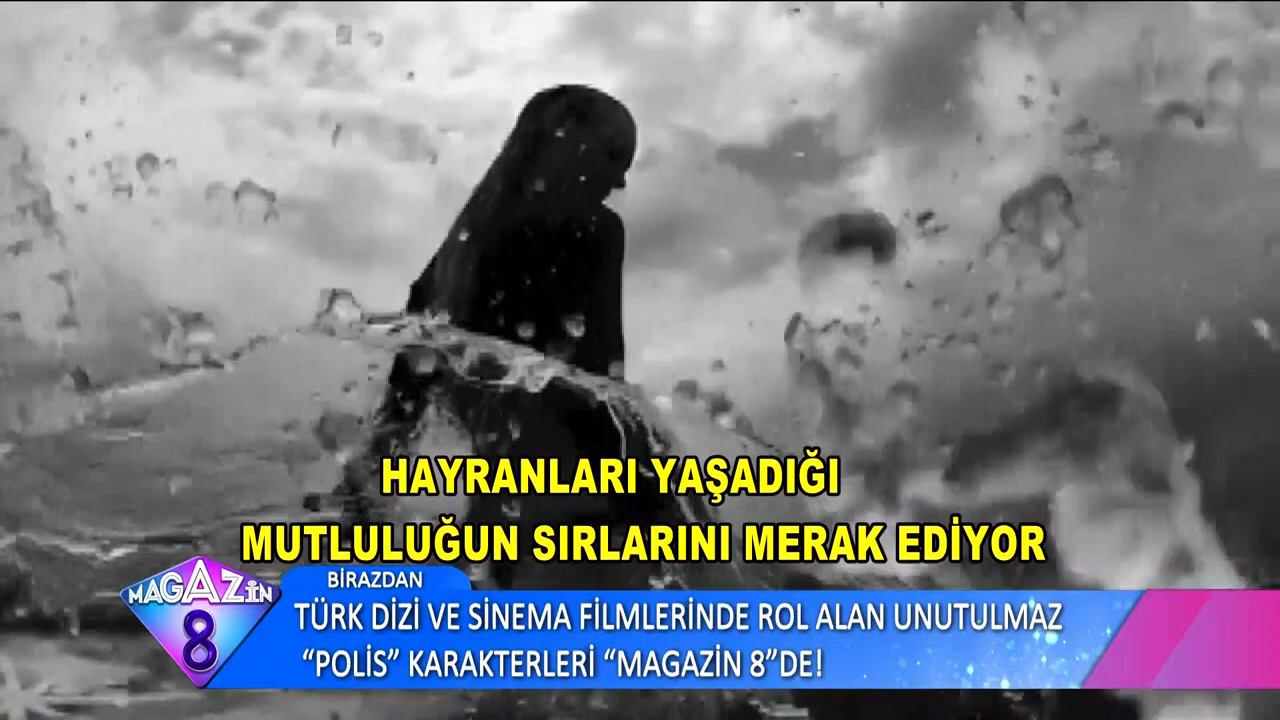 HAYRANLARI YAŞADIĞI
MUTLULUĞUN SIRLARINI MERAK EDİYOR
BİRAZDAN
MAGAZİN
8
TÜRK DİZİ VE SİNEMA FİLMLERİNDE ROL ALAN UNUTULMAZ
“POLİS” KARAKTERLERİ “MAGAZİN 8”DE!